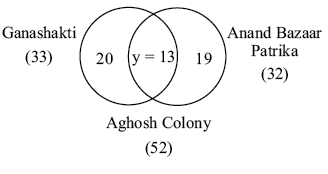 Ganashakti
(33)
20
y = 13
19
Anand Bazaar
Patrika
(32)
Aghosh Colony
(52)